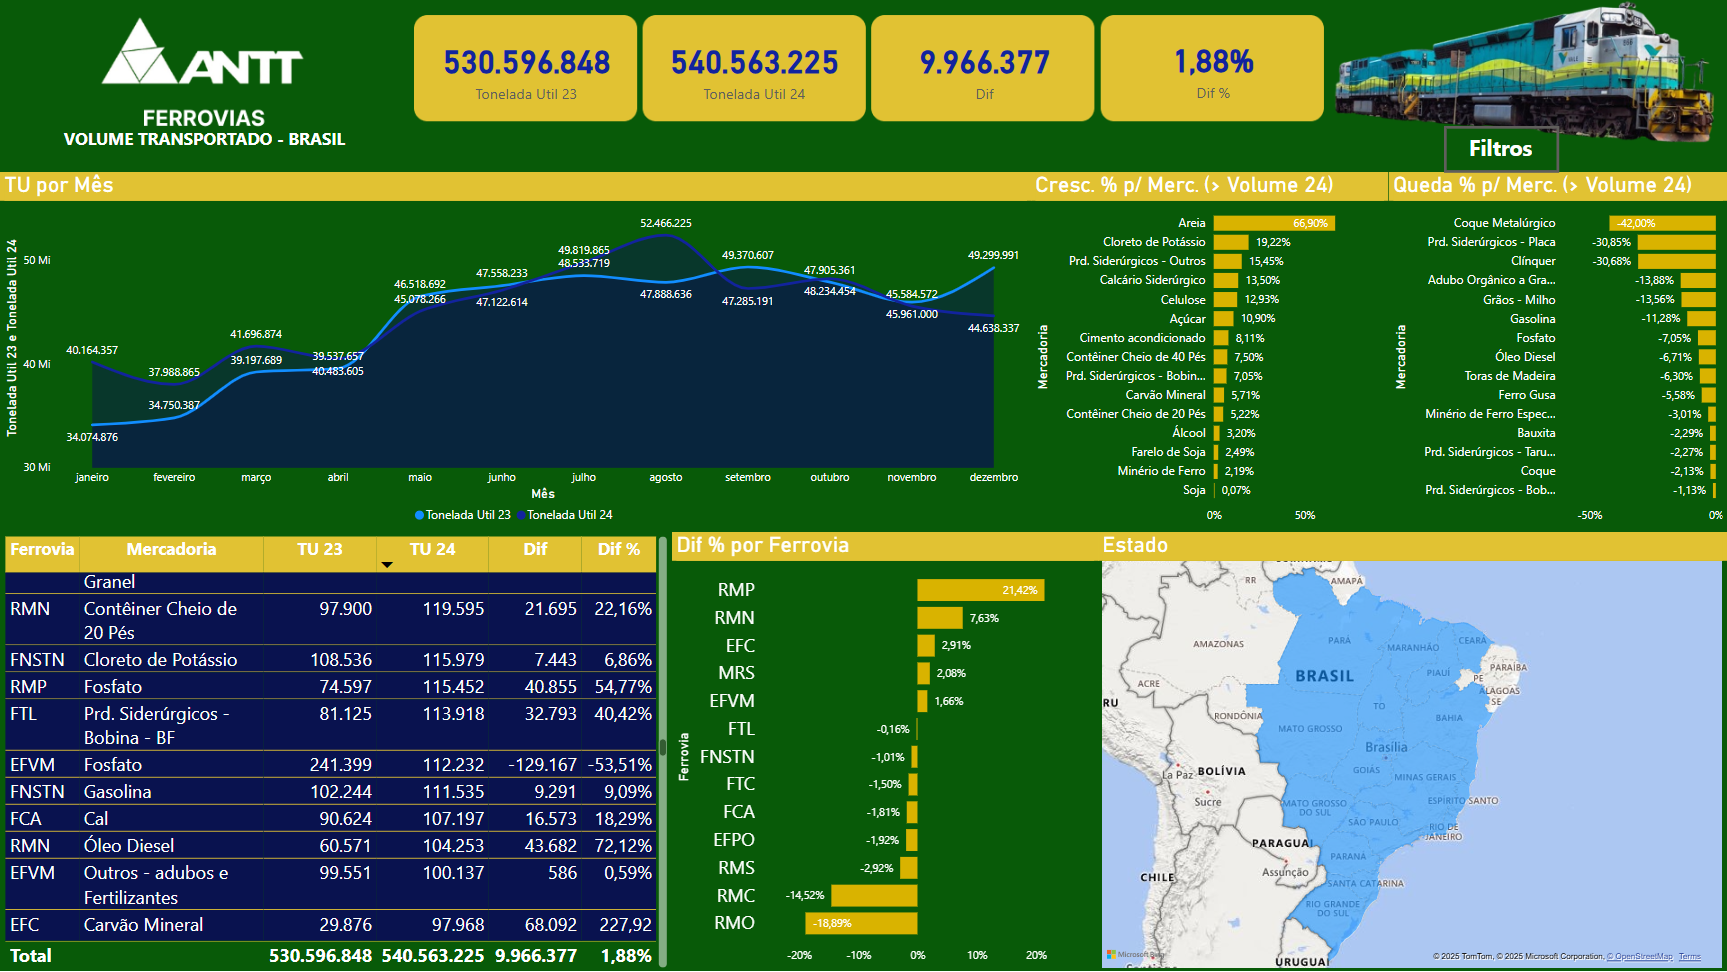 ANTT
FERROVIAS
VOLUME TRANSPORTADO - BRASIL
530.596.848
Tonelada Util 23
540.563.225
Tonelada Util 24
9.966.377
Dif
1,88%
Dif %
Filtros
TU por Mês
Tonelada Util 23 e Tonelada Util 24
50 Mi
40 Mi
30 Mi
40.164.357
34.074.876
37.988.865
34.750.387
41.696.874
39.197.689
39.537.657
40.483.605
46.518.692
45.078.266
47.558.233
47.122.614
49.819.865
48.533.719
52.466.225
47.888.636
49.370.607
47.285.191
47.905.361
48.234.454
45.584.572
45.961.000
49.299.991
44.638.337
janeiro fevereiro março abril maio junho julho agosto setembro outubro novembro dezembro
Mês
Tonelada Util 23 Tonelada Util 24
Cresc. % p/ Merc. (> Volume 24)
Mercadoria
Areia 66,90%
Cloreto de Potássio 19,22%
Prd. Siderúrgicos - Outros 15,45%
Calcário Siderúrgico 13,50%
Celulose 12,93%
Açúcar 10,90%
Cimento acondicionado 8,11%
Contêiner Cheio de 40 Pés 7,50%
Prd. Siderúrgicos - Bobin... 7,05%
Carvão Mineral 5,71%
Contêiner Cheio de 20 Pés 5,22%
Álcool 3,20%
Farelo de Soja 2,49%
Minério de Ferro 2,19%
Soja 0,07%
0% 50%
Queda % p/ Merc. (> Volume 24)
Mercadoria
Coque Metalúrgico -42,00%
Prd. Siderúrgicos - Placa -30,85%
Clínquer -30,68%
Adubo Orgânico a Gra... -13,88%
Grãos - Milho -13,56%
Gasolina -11,28%
Fosfato -7,05%
Óleo Diesel -6,71%
Toras de Madeira -6,30%
Ferro Gusa -5,58%
Minério de Ferro Espec... -3,01%
Bauxita -2,29%
Prd. Siderúrgicos - Taru... -2,27%
Coque -2,13%
Prd. Siderúrgicos - Bob... -1,13%
-50% 0%
Ferrovia Mercadoria TU 23 TU 24 Dif Dif %
Granel
RMN Contêiner Cheio de 97.900 119.595 21.695 22,16%
20 Pés
FNSTN Cloreto de Potássio 108.536 115.979 7.443 6,86%
RMP Fosfato 74.597 115.452 40.855 54,77%
FTL Prd. Siderúrgicos - 81.125 113.918 32.793 40,42%
Bobina - BF
EFVM Fosfato 241.399 112.232 -129.167 -53,51%
FNSTN Gasolina 102.244 111.535 9.291 9,09%
FCA Cal 90.624 107.197 16.573 18,29%
RMN Óleo Diesel 60.571 104.253 43.682 72,12%
EFVM Outros - adubos e 99.551 100.137 586 0,59%
Fertilizantes
EFC Carvão Mineral 29.876 97.968 68.092 227,92
Total 530.596.848 540.563.225 9.966.377 1,88%
Dif % por Ferrovia
Ferrovia
RMP 21,42%
RMN 7,63%
EFC 2,91%
MRS 2,08%
EFVM 1,66%
FTL -0,16%
FNSTN -1,01%
FTC -1,50%
FCA -1,81%
EFPO -1,92%
RMS -2,92%
RMC -14,52%
RMO -18,89%
-20% -10% 0% 10% 20%
Estado
RR
AMAPÁ
AMAZONAS
PARÁ
CEARÁ
MARANHÃO
PARAÍBA
BRASIL
PIAUÍ
PE
ACRE
ALAGOAS
SE
RU
TO
RONDÔNIA
BAHIA
MATO GROSSO
Brasília
La Paz
BOLÍVIA
GOIÁS
MINAS GERAIS
Sucre
MATO GROSSO
DO SUL
ESPÍRITO SANTO
SÃO PAULO
RIO DE
JANEIRO
PARAGUAI
PARANÁ
Assunção
CHILE
SANTA CATARINA
RIO GRANDE
DO SUL
Microsoft Bing
URUGUAI
© 2025 TomTom, © 2025 Microsoft Corporation, © OpenStreetMap Terms